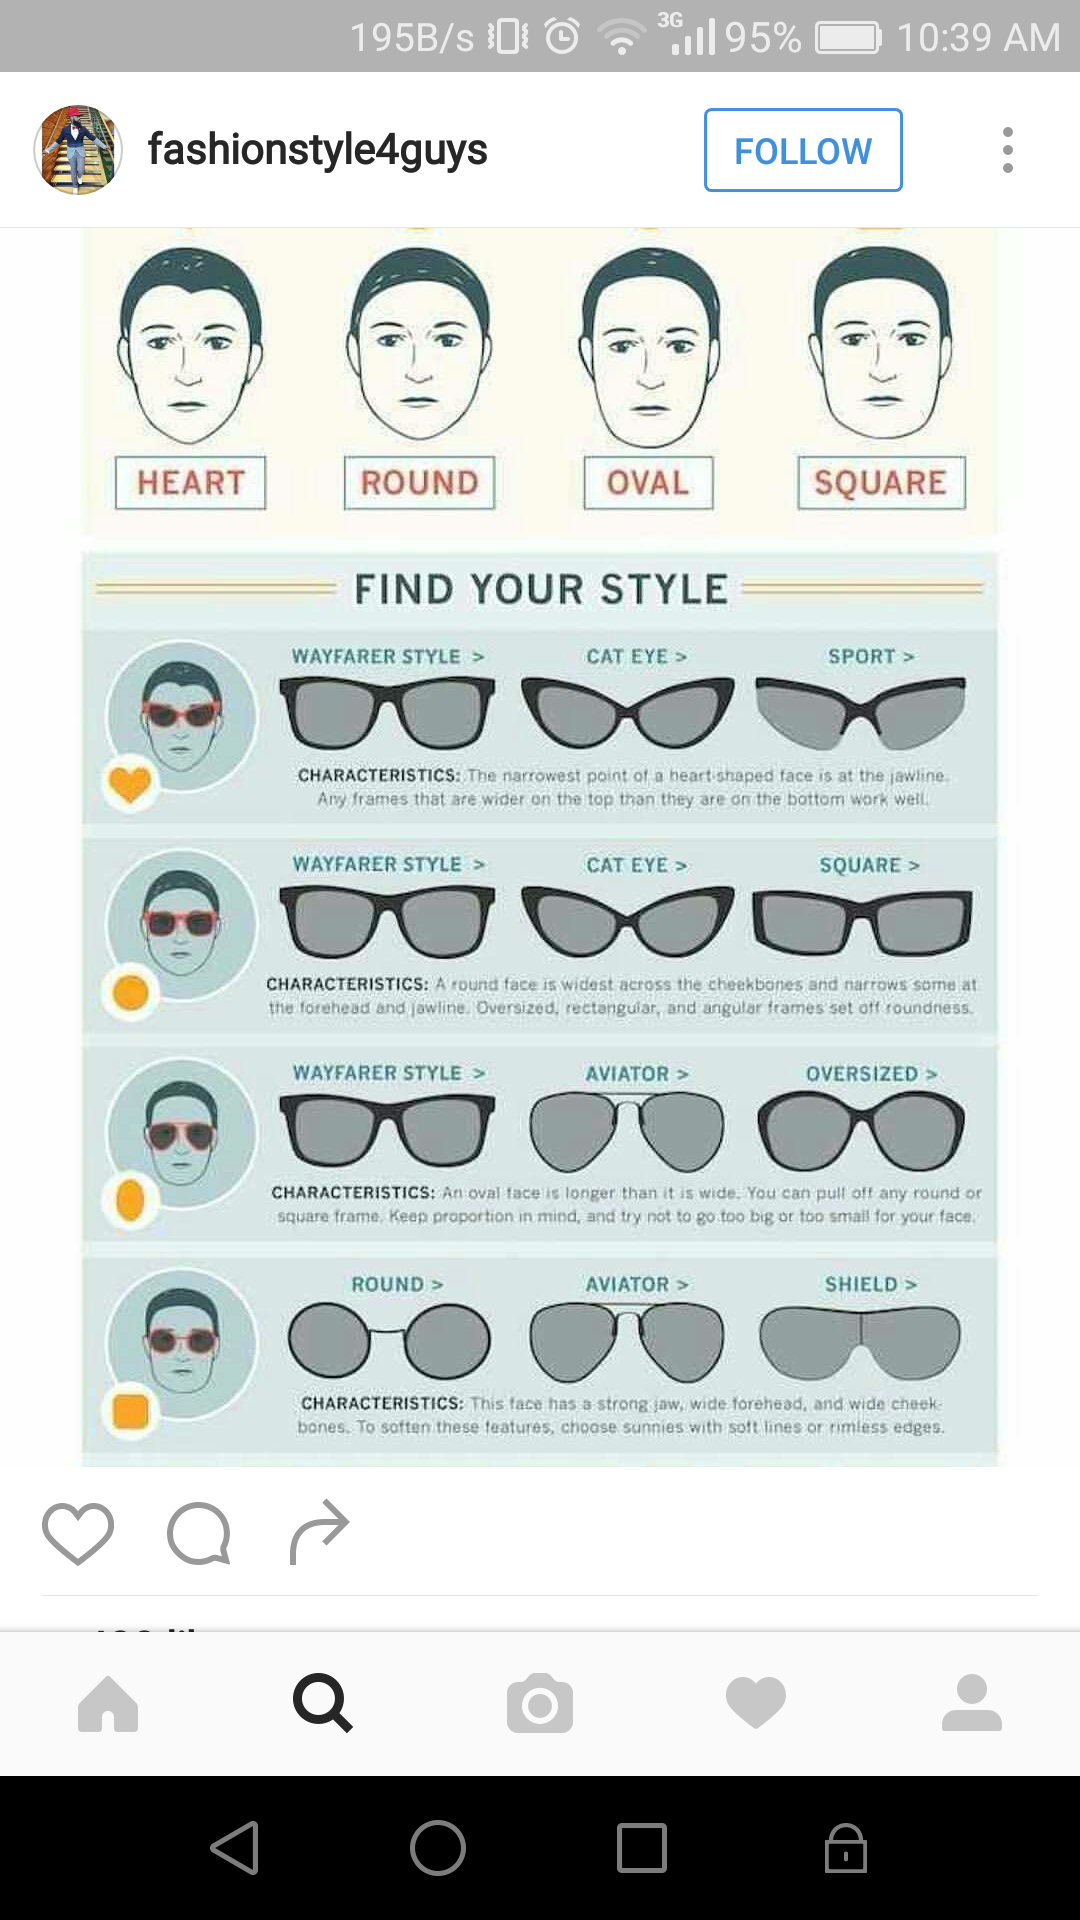 195B/s 3G 95% 10:39 AM
fashionstyle4guys FOLLOW
HEART ROUND OVAL SQUARE
FIND YOUR STYLE
WAYFARER STYLE > CAT EYE > SPORT >
CHARACTERISTICS: The narrowest point of a heart-shaped face is at the jawline.
Any frames that are wider on the top than they are on the bottom work well.
WAYFARER STYLE > CAT EYE > SQUARE >
CHARACTERISTICS: A round face is widest across the cheekbones and narrows some at
the forehead and jawline. Oversized, rectangular, and angular frames set off roundness.
WAYFARER STYLE > AVIATOR > OVERSIZED >
CHARACTERISTICS: An oval face is longer than it is wide. You can pull off any round or
square frame. Keep proportion in mind, and try not to go too big or too small for your face.
ROUND > AVIATOR > SHIELD >
CHARACTERISTICS: This face has a strong jaw, wide forehead, and wide cheek-
bones. To soften these features, choose sunnies with soft lines or rimless edges.